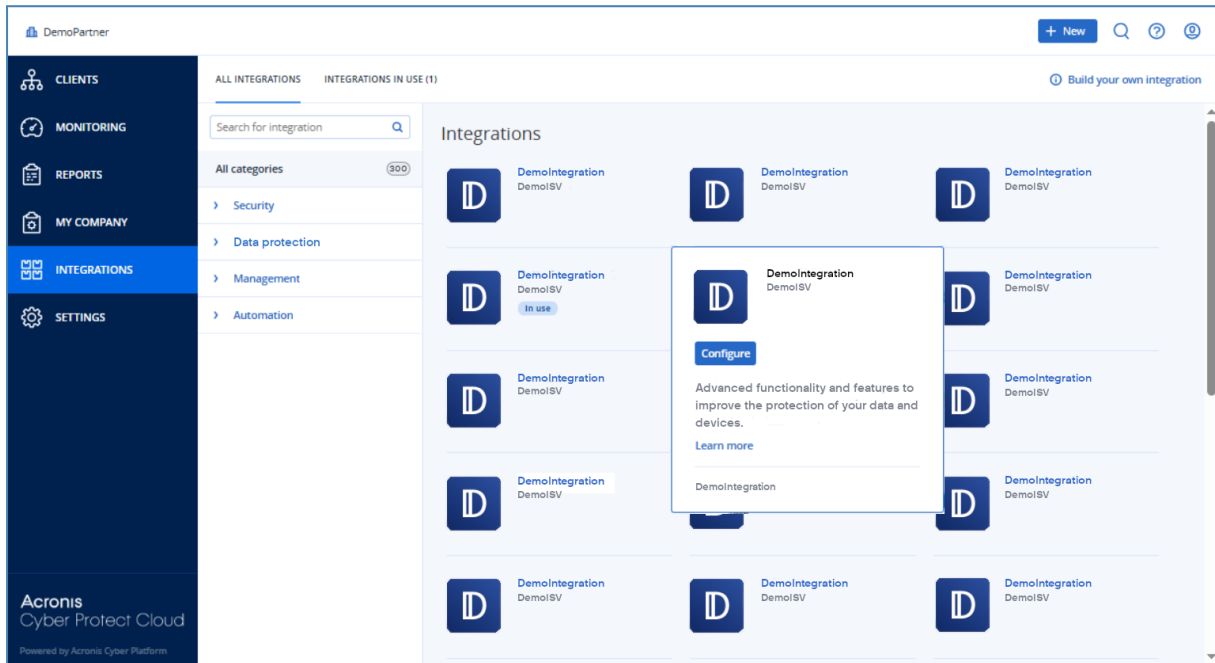 DemoPartner
+ New
CLIENTS
MONITORING
REPORTS
MY COMPANY
INTEGRATIONS
SETTINGS
Acronis
Cyber Protect Cloud
Powered by Acronis Cyber Platform
ALL INTEGRATIONS
INTEGRATIONS IN USE (1)
Build your own integration
Search for integration
All categories
300
Security
Data protection
Management
Automation
Integrations
D
DemoIntegration
DemoISV
D
DemoIntegration
DemoISV
D
DemoIntegration
DemoISV
D
DemoIntegration
DemoISV
In use
D
DemoIntegration
DemoISV
Configure
Advanced functionality and features to
improve the protection of your data and
devices.
Learn more
DemoIntegration
D
DemoIntegration
DemoISV
D
DemoIntegration
DemoISV
D
DemoIntegration
DemoISV
D
DemoIntegration
DemoISV
D
DemoIntegration
DemoISV
D
DemoIntegration
DemoISV
D
DemoIntegration
DemoISV
D
DemoIntegration
DemoISV